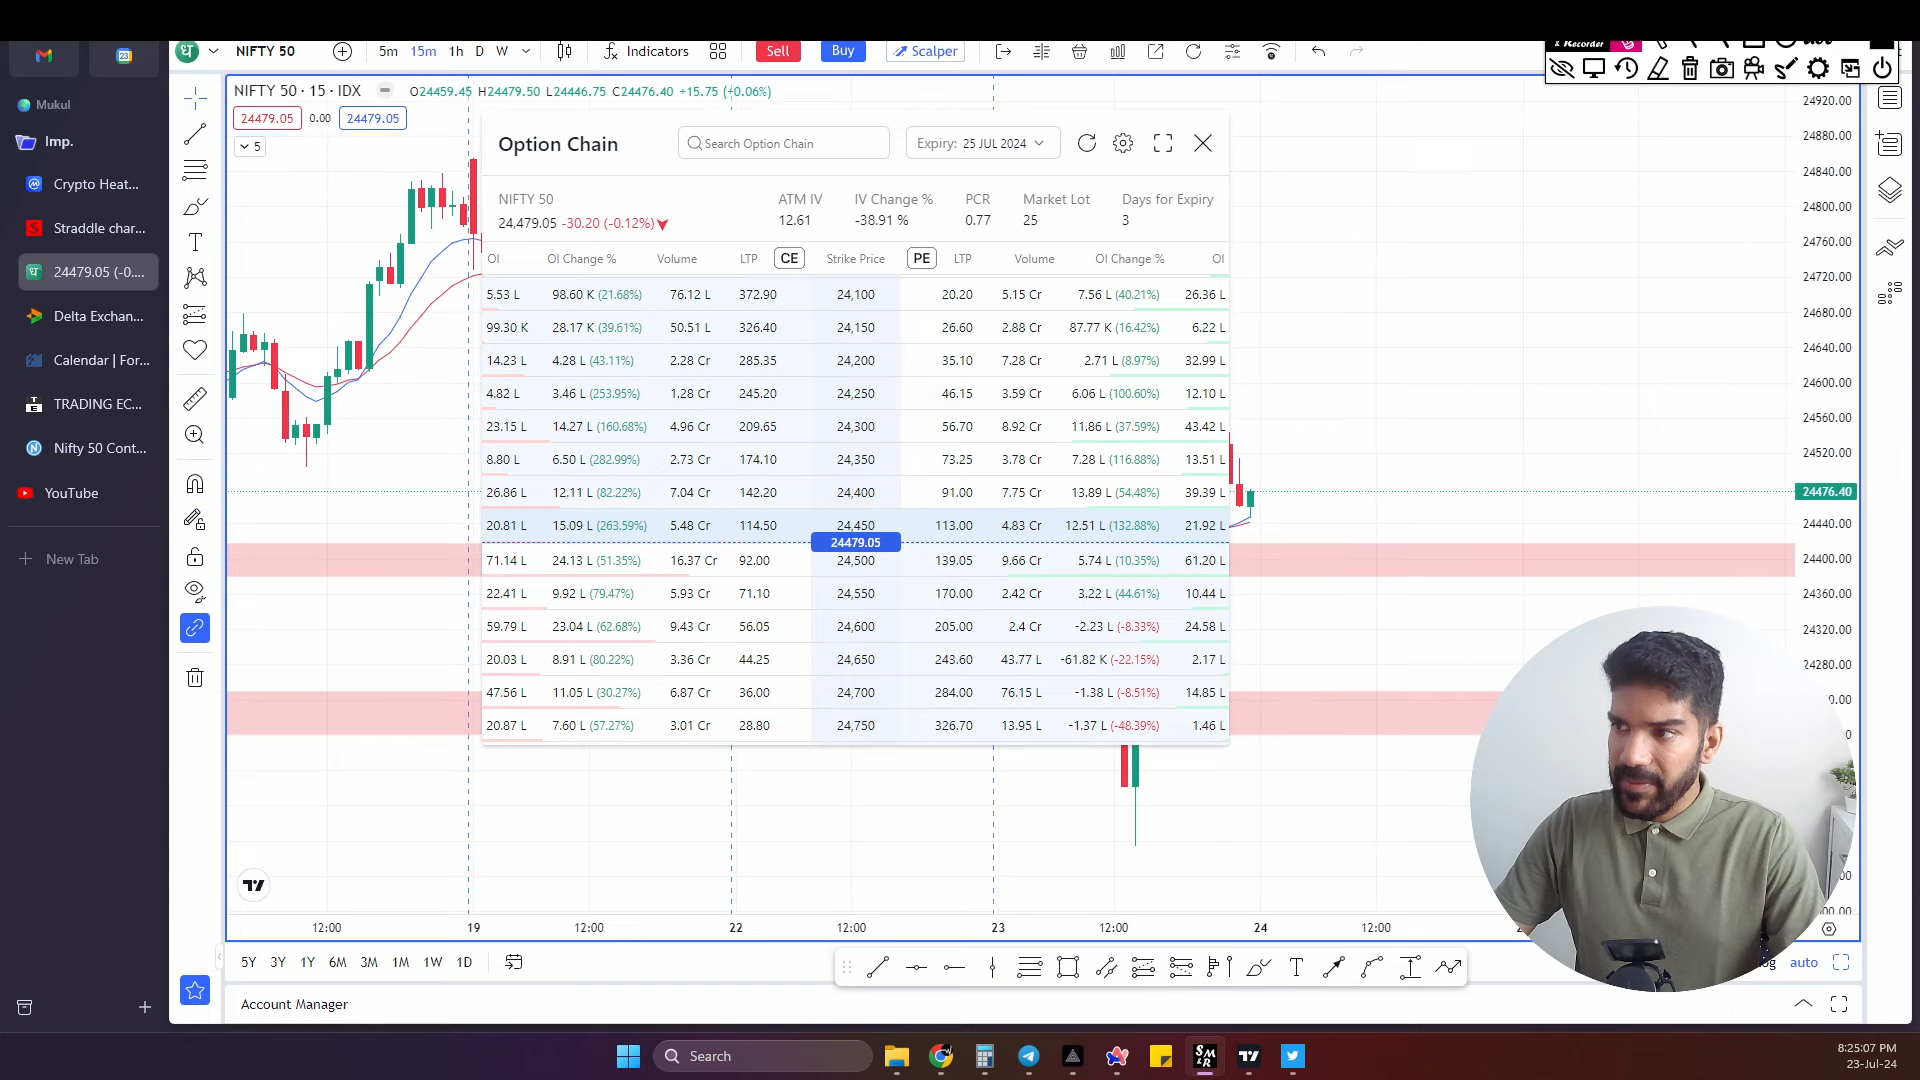 NIFTY 50
5m 15m 1h D W Indicators Sell Buy Scalper
Mukul
Imp.
Crypto Heat...
Straddle char...
24479.05 (-0....
Delta Exchan...
Calendar | For...
TRADING EC...
Nifty 50 Cont...
YouTube
New Tab
NIFTY 50 · 15 · IDX O24459.45 H24479.50 L24446.75 C24476.40 +15.75 (+0.06%)
24479.05 0.00 24479.05
5
Option Chain Search Option Chain Expiry: 25 JUL 2024
NIFTY 50 ATM IV IV Change % PCR Market Lot Days for Expiry
24,479.05 -30.20 (-0.12%) 12.61 -38.91 % 0.77 25 3
OI OI Change % Volume LTP CE Strike Price PE LTP Volume OI Change % OI
5.53 L 98.60 K (21.68%) 76.12 L 372.90 24,100 20.20 5.15 Cr 7.56 L (40.21%) 26.36 L
99.30 K 28.17 K (39.61%) 50.51 L 326.40 24,150 26.60 2.88 Cr 87.77 K (16.42%) 6.22 L
14.23 L 4.28 L (43.11%) 2.28 Cr 285.35 24,200 35.10 7.28 Cr 2.71 L (8.97%) 32.99 L
4.82 L 3.46 L (253.95%) 1.28 Cr 245.20 24,250 46.15 3.59 Cr 6.06 L (100.60%) 12.10 L
23.15 L 14.27 L (160.68%) 4.96 Cr 209.65 24,300 56.70 8.92 Cr 11.86 L (37.59%) 43.42 L
8.80 L 6.50 L (282.99%) 2.73 Cr 174.10 24,350 73.25 3.78 Cr 7.28 L (116.88%) 13.51 L
26.86 L 12.11 L (82.22%) 7.04 Cr 142.20 24,400 91.00 7.75 Cr 13.89 L (54.48%) 39.39 L
20.81 L 15.09 L (263.59%) 5.48 Cr 114.50 24,450 113.00 4.83 Cr 12.51 L (132.88%) 21.92 L
24479.05
71.14 L 24.13 L (51.35%) 16.37 Cr 92.00 24,500 139.05 9.66 Cr 5.74 L (10.35%) 61.20 L
22.41 L 9.92 L (79.47%) 5.93 Cr 71.10 24,550 170.00 2.42 Cr 3.22 L (44.61%) 10.44 L
59.79 L 23.04 L (62.68%) 9.43 Cr 56.05 24,600 205.00 2.4 Cr -2.23 L (-8.33%) 24.58 L
20.03 L 8.91 L (80.22%) 3.36 Cr 44.25 24,650 243.60 43.77 L -61.82 K (-22.15%) 2.17 L
47.56 L 11.05 L (30.27%) 6.87 Cr 36.00 24,700 284.00 76.15 L -1.38 L (-8.51%) 14.85 L
20.87 L 7.60 L (57.27%) 3.01 Cr 28.80 24,750 326.70 13.95 L -1.37 L (-48.39%) 1.46 L
24920.00
24880.00
24840.00
24800.00
24760.00
24720.00
24680.00
24640.00
24600.00
24560.00
24520.00
24476.40
24440.00
24400.00
24360.00
24320.00
24280.00
12:00 19 12:00 22 12:00 23 12:00 24 12:00
5Y 3Y 1Y 6M 3M 1M 1W 1D
auto
Account Manager
Search
8:25:07 PM
23-Jul-24